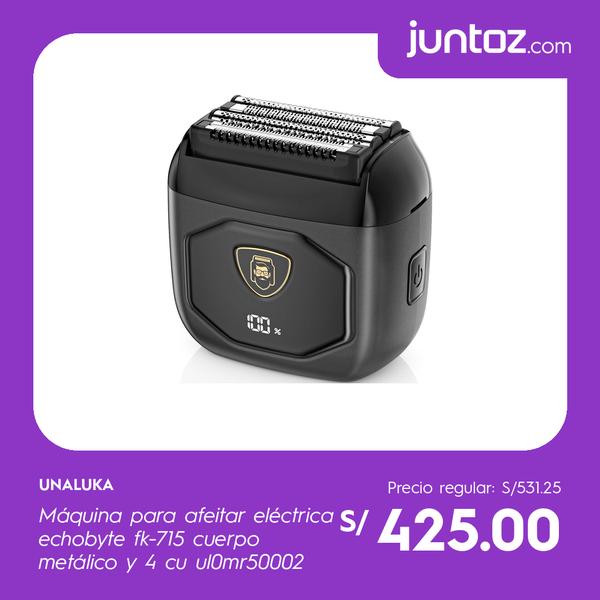 juntoz.com
100 %
UNALUKA
Precio regular: S/531.25
Máquina para afeitar eléctrica
echobyte fk-715 cuerpo
metálico y 4 cu ul0mr50002
S/ 425.00